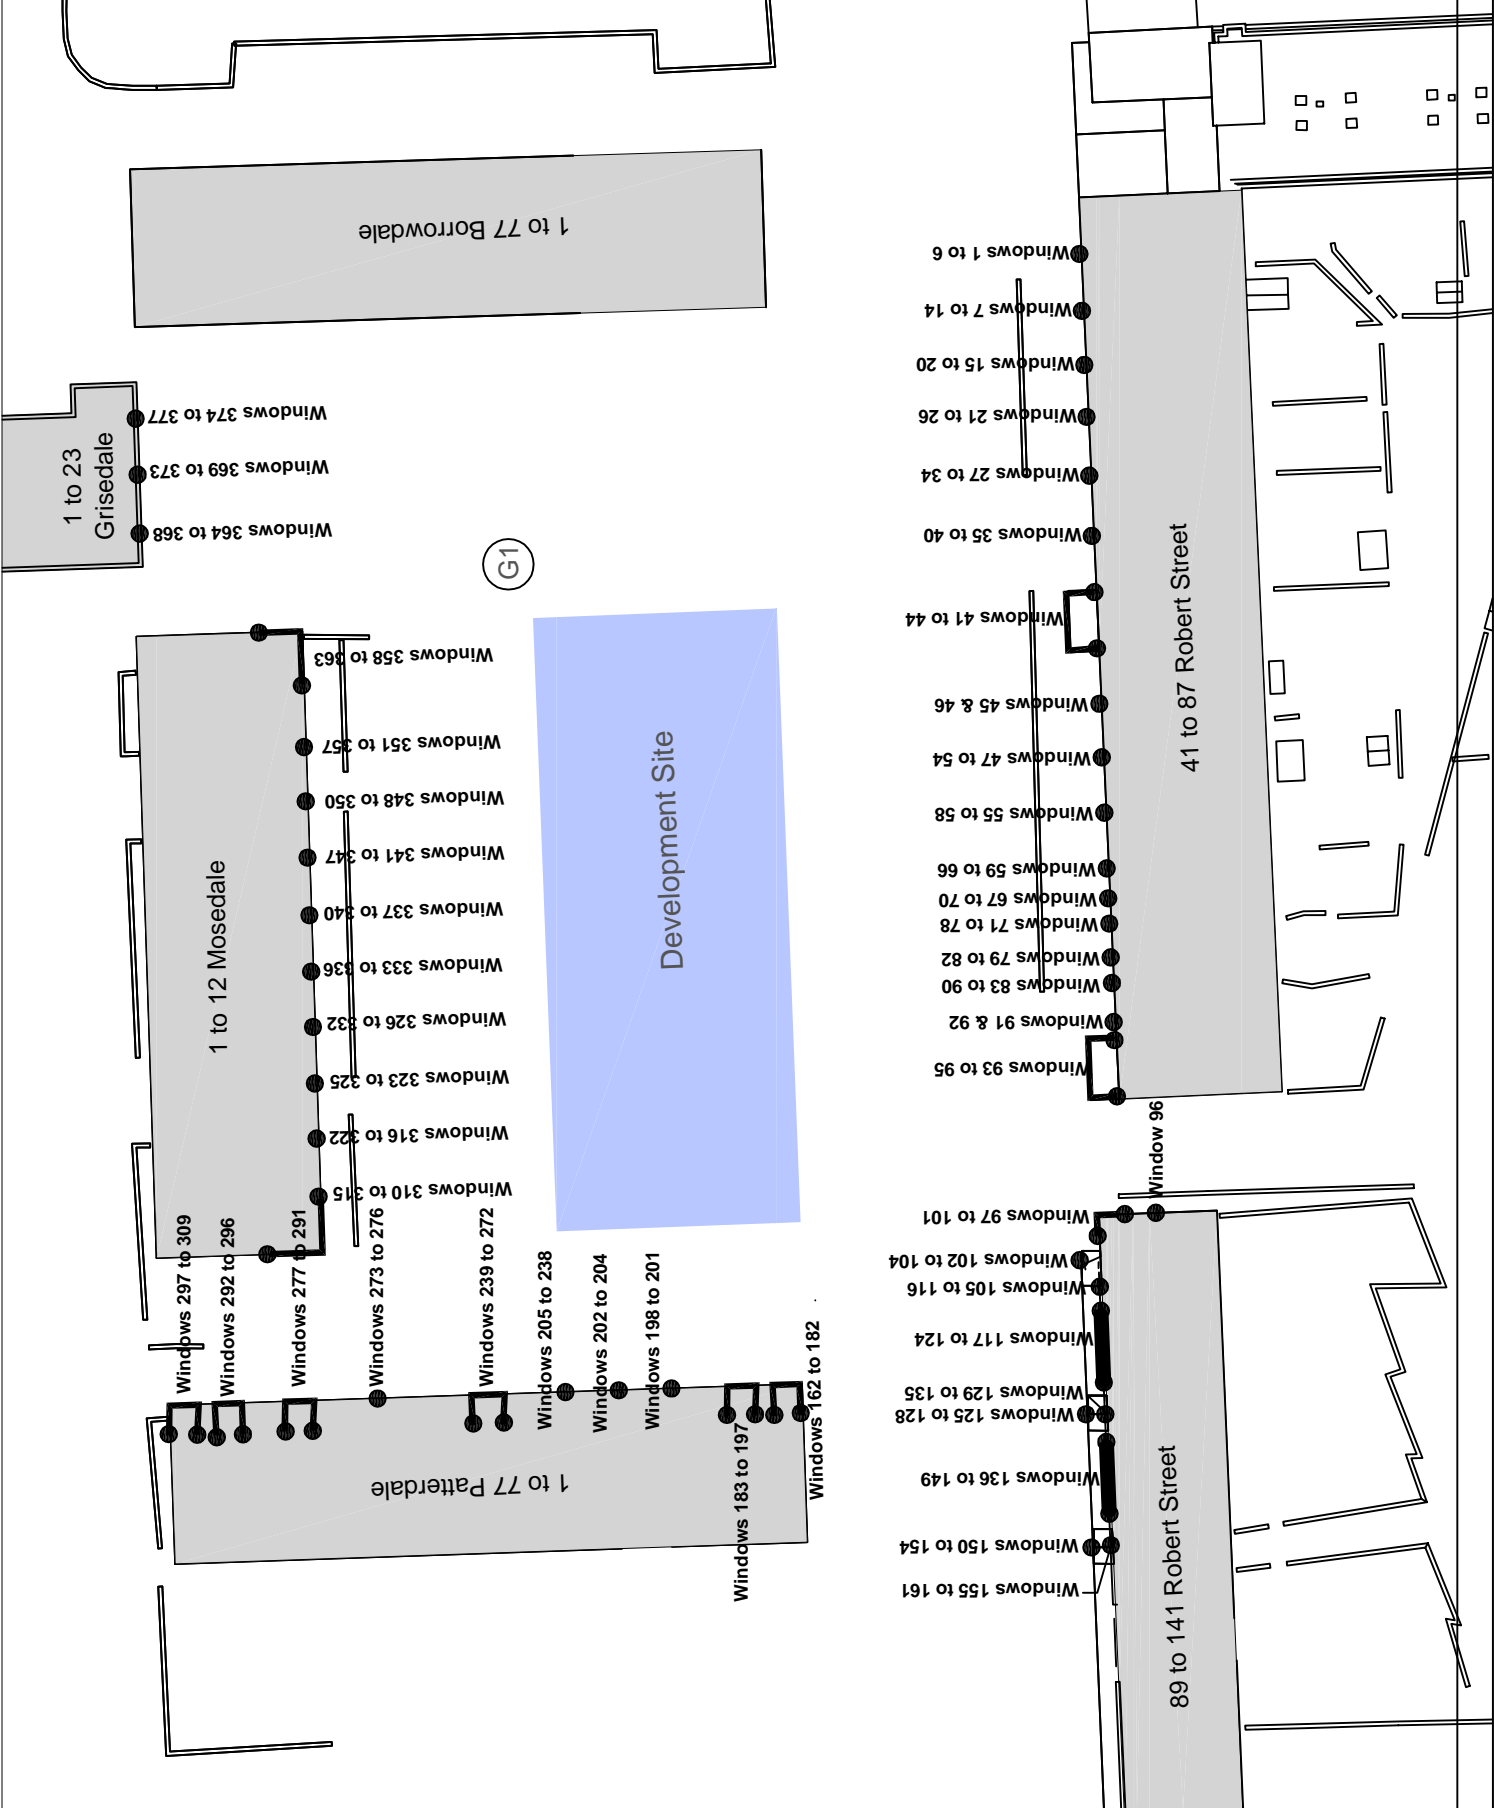 1 to 77 Borrowdale
1 to 23
Grisedale
Windows 374 to 377
Windows 369 to 373
Windows 364 to 368
G1
Windows 358 to 363
Windows 351 to 357
Windows 348 to 350
Windows 341 to 347
Windows 337 to 340
Windows 333 to 336
Windows 326 to 332
Windows 323 to 325
Windows 316 to 322
Windows 310 to 315
1 to 12 Mosedale
Development Site
Windows 1 to 6
Windows 7 to 14
Windows 15 to 20
Windows 21 to 26
Windows 27 to 34
Windows 35 to 40
Windows 41 to 44
Windows 45 & 46
Windows 47 to 54
Windows 55 to 58
Windows 59 to 66
Windows 67 to 70
Windows 71 to 78
Windows 79 to 82
Windows 83 to 90
Windows 91 & 92
Windows 93 to 95
41 to 87 Robert Street
Window 96
Windows 97 to 101
Windows 102 to 104
Windows 105 to 116
Windows 117 to 124
Windows 129 to 135
Windows 125 to 128
Windows 136 to 149
Windows 150 to 154
Windows 155 to 161
89 to 141 Robert Street
Windows 297 to 309
Windows 292 to 296
Windows 277 to 291
Windows 273 to 276
Windows 239 to 272
Windows 205 to 238
Windows 202 to 204
Windows 198 to 201
Windows 183 to 197
Windows 162 to 182
1 to 77 Patterdale